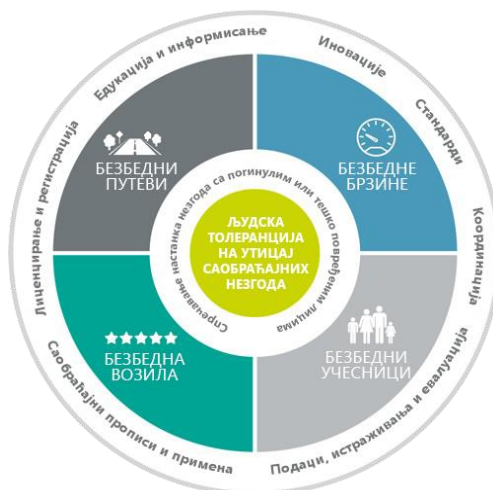 Едукација и информисање
Иновације
Стандарди
Координација
Подаци, истраживања и евалуација
Саобраћајни прописи и примена
Лиценцирање и регистрација
БЕЗБЕДНИ
ПУТЕВИ
БЕЗБЕДНЕ
БРЗИНЕ
Спречавање настанка незгода са погинулим или тешко повређеним лицима
ЉУДСКА
ТОЛЕРАНЦИЈА
НА УТИЦАЈ
САОБРАЋАЈНИХ
НЕЗГОДА
БЕЗБЕДНА
ВОЗИЛА
БЕЗБЕДНИ
УЧЕСНИЦИ